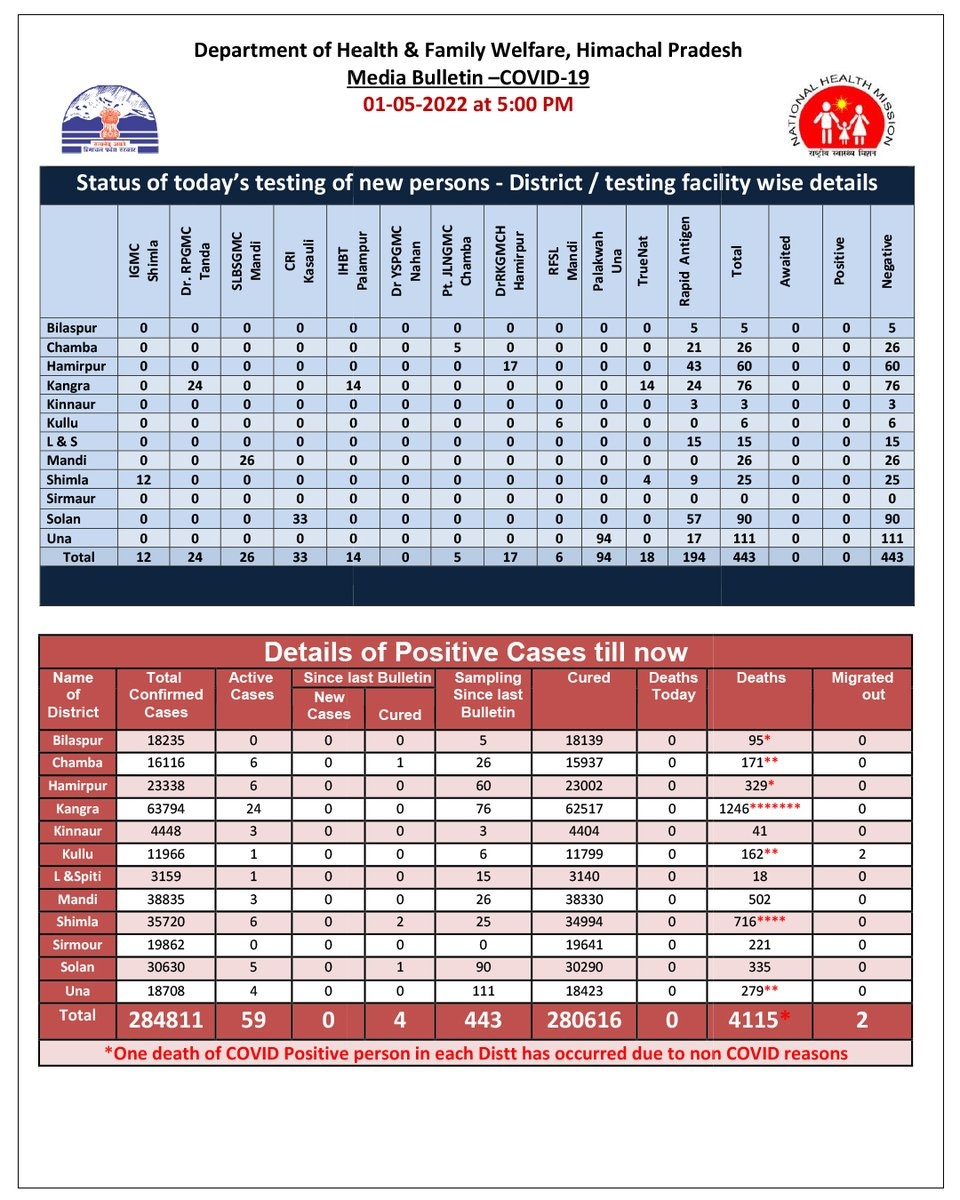 Department of Health & Family Welfare, Himachal Pradesh
Media Bulletin –COVID-19
01-05-2022 at 5:00 PM
सत्यमेव जयते
हिमाचल प्रदेश सरकार
NATIONAL HEALTH MISSION
राष्ट्रीय स्वास्थ्य मिशन
Status of today's testing of new persons - District / testing facility wise details
IGMC Shimla Dr. RPGMC Tanda SLBSGMC Mandi CRI Kasauli IHBT Palampur Dr YSPGMC Nahan Pt. JLNGMC Chamba DrRKGMCH Hamirpur RFSL Mandi Palakwah Una TrueNat Rapid Antigen Total Awaited Positive Negative
Bilaspur 0 0 0 0 0 0 0 0 0 0 0 5 5 0 0 5
Chamba 0 0 0 0 0 0 5 0 0 0 0 21 26 0 0 26
Hamirpur 0 0 0 0 0 0 0 17 0 0 0 43 60 0 0 60
Kangra 0 24 0 0 14 0 0 0 0 0 14 24 76 0 0 76
Kinnaur 0 0 0 0 0 0 0 0 0 0 0 3 3 0 0 3
Kullu 0 0 0 0 0 0 0 0 6 0 0 0 6 0 0 6
L & S 0 0 0 0 0 0 0 0 0 0 0 15 15 0 0 15
Mandi 0 0 26 0 0 0 0 0 0 0 0 0 26 0 0 26
Shimla 12 0 0 0 0 0 0 0 0 0 4 9 25 0 0 25
Sirmaur 0 0 0 0 0 0 0 0 0 0 0 0 0 0 0 0
Solan 0 0 0 33 0 0 0 0 0 0 0 57 90 0 0 90
Una 0 0 0 0 0 0 0 0 0 94 0 17 111 0 0 111
Total 12 24 26 33 14 0 5 17 6 94 18 194 443 0 0 443
Details of Positive Cases till now
Name of District Total Confirmed Cases Active Cases Since last Bulletin New Cases Cured Sampling Since last Bulletin Cured Deaths Today Deaths Migrated out
Bilaspur 18235 0 0 0 5 18139 0 95* 0
Chamba 16116 6 0 1 26 15937 0 171** 0
Hamirpur 23338 6 0 0 60 23002 0 329* 0
Kangra 63794 24 0 0 76 62517 0 1246******* 0
Kinnaur 4448 3 0 0 3 4404 0 41 0
Kullu 11966 1 0 0 6 11799 0 162** 2
L &Spiti 3159 1 0 0 15 3140 0 18 0
Mandi 38835 3 0 0 26 38330 0 502 0
Shimla 35720 6 0 2 25 34994 0 716**** 0
Sirmour 19862 0 0 0 0 19641 0 221 0
Solan 30630 5 0 1 90 30290 0 335 0
Una 18708 4 0 0 111 18423 0 279** 0
Total 284811 59 0 4 443 280616 0 4115* 2
*One death of COVID Positive person in each Distt has occurred due to non COVID reasons